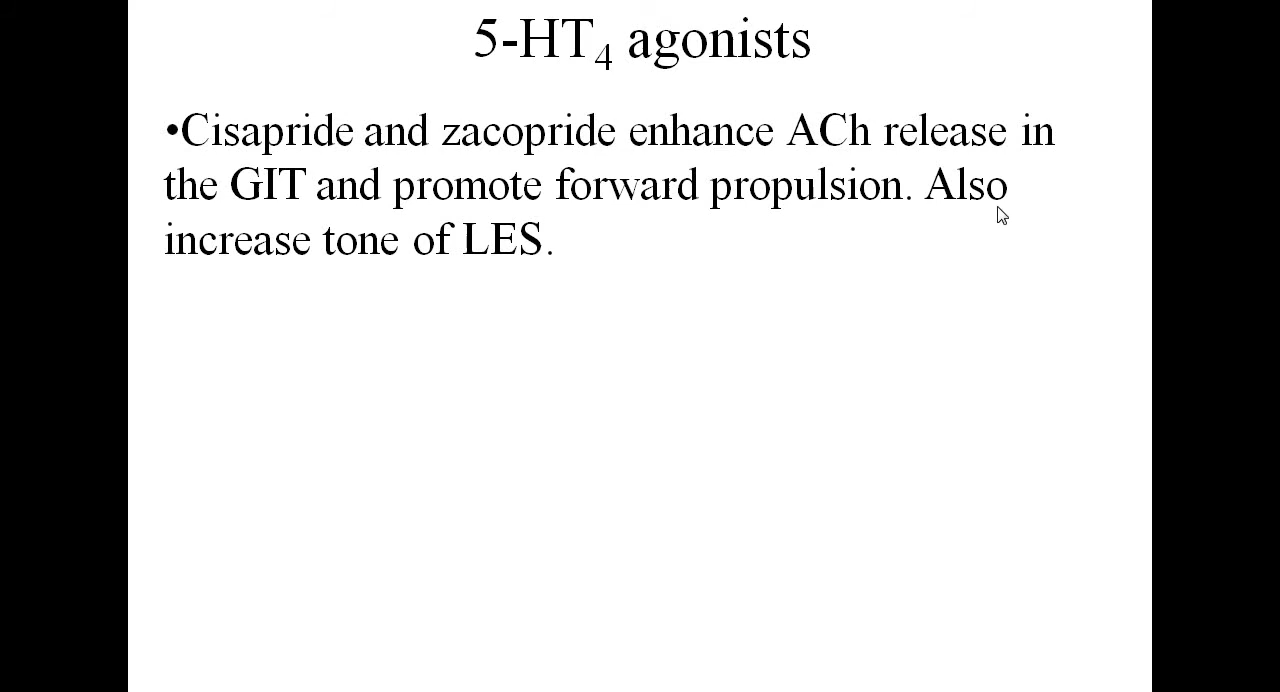 5-HT₄ agonists
•Cisapride and zacopride enhance ACh release in
the GIT and promote forward propulsion. Also
increase tone of LES.